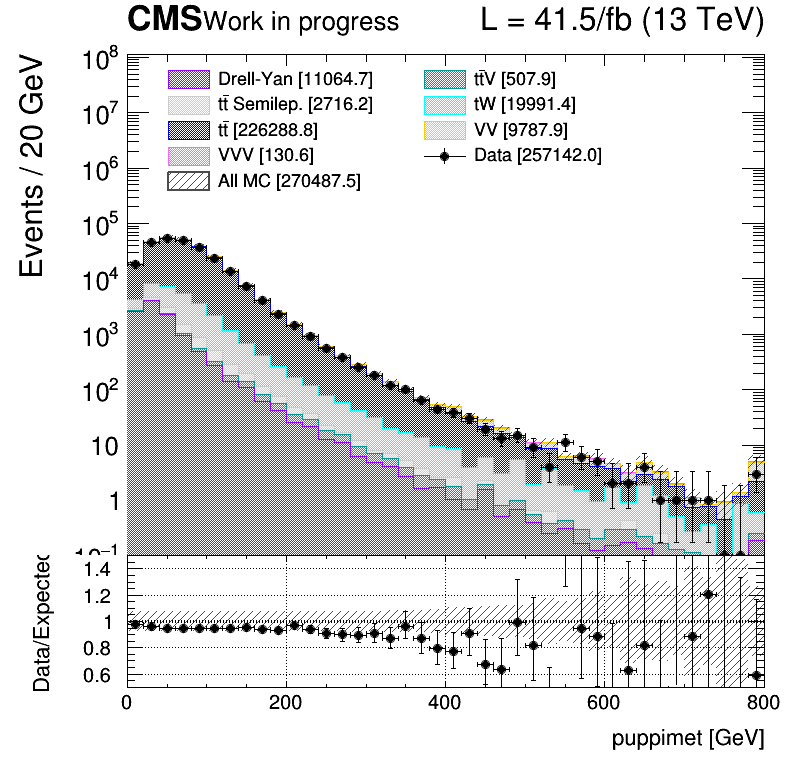 CMS Work in progress L = 41.5/fb (13 TeV)
Events / 20 GeV
10⁸
10⁷
10⁶
10⁵
10⁴
10³
10²
10
1
10⁻¹
Drell-Yan [11064.7]
tt̄ Semilep. [2716.2]
tt̄ [226288.8]
VVV [130.6]
All MC [270487.5]
tt̄V [507.9]
tW [19991.4]
VV [9787.9]
Data [257142.0]
Data/Expected
1.4
1.2
1
0.8
0.6
0 200 400 600 800
puppimet [GeV]